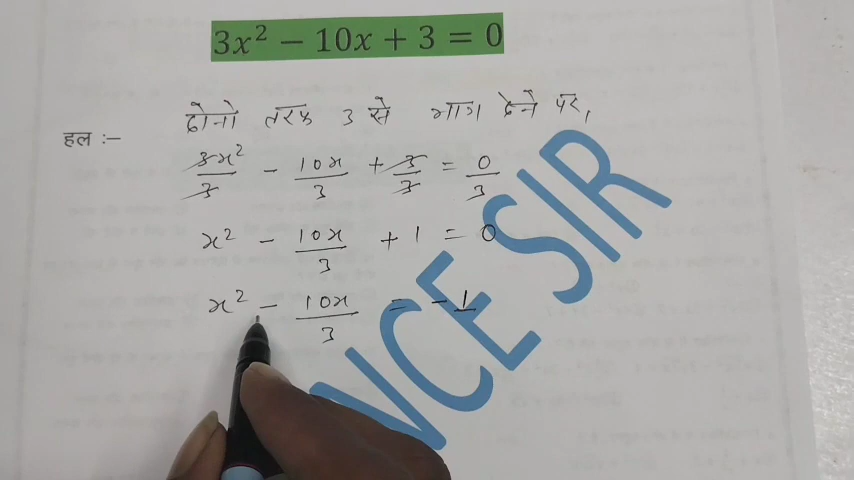 3x² − 10x + 3 = 0
दोनो तरफ 3 से भाग देने पर,
हल :–
3x²/3 − 10x/3 + 3/3 = 0/3
x² − 10x/3 + 1 = 0
x² − 10x/3 = −1
NCE SIR